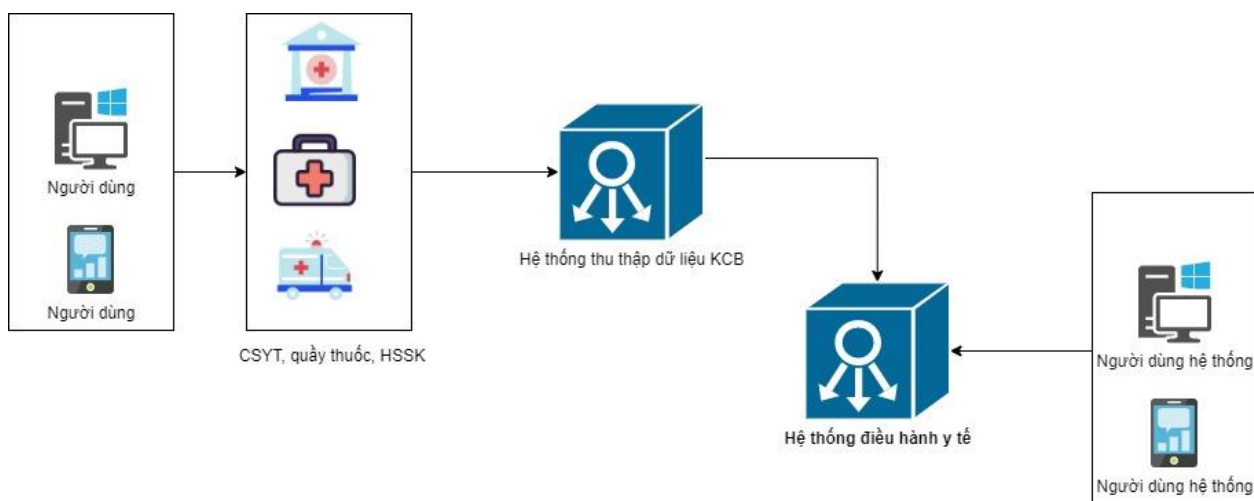 Người dùng
Người dùng
CSYT, quầy thuốc, HSSK
Hệ thống thu thập dữ liệu KCB
Hệ thống điều hành y tế
Người dùng hệ thống
Người dùng hệ thống